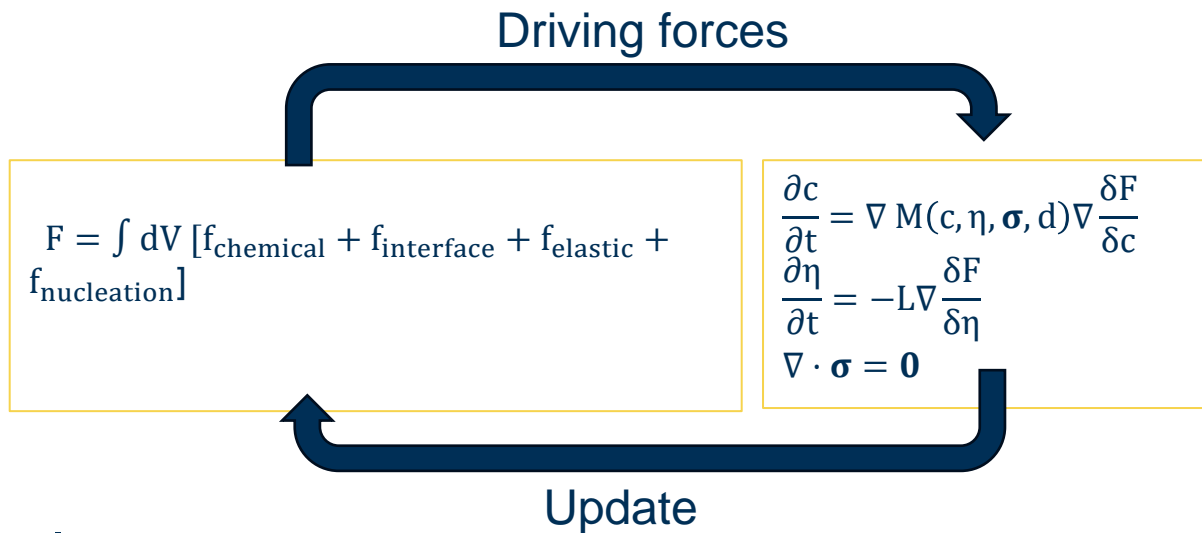 Driving forces
F = ∫ dV [f_chemical + f_interface + f_elastic +
f_nucleation]
∂c/∂t = ∇ M(c, η, σ, d)∇ δF/δc
∂η/∂t = −L∇ δF/δη
∇ · σ = 0
Update